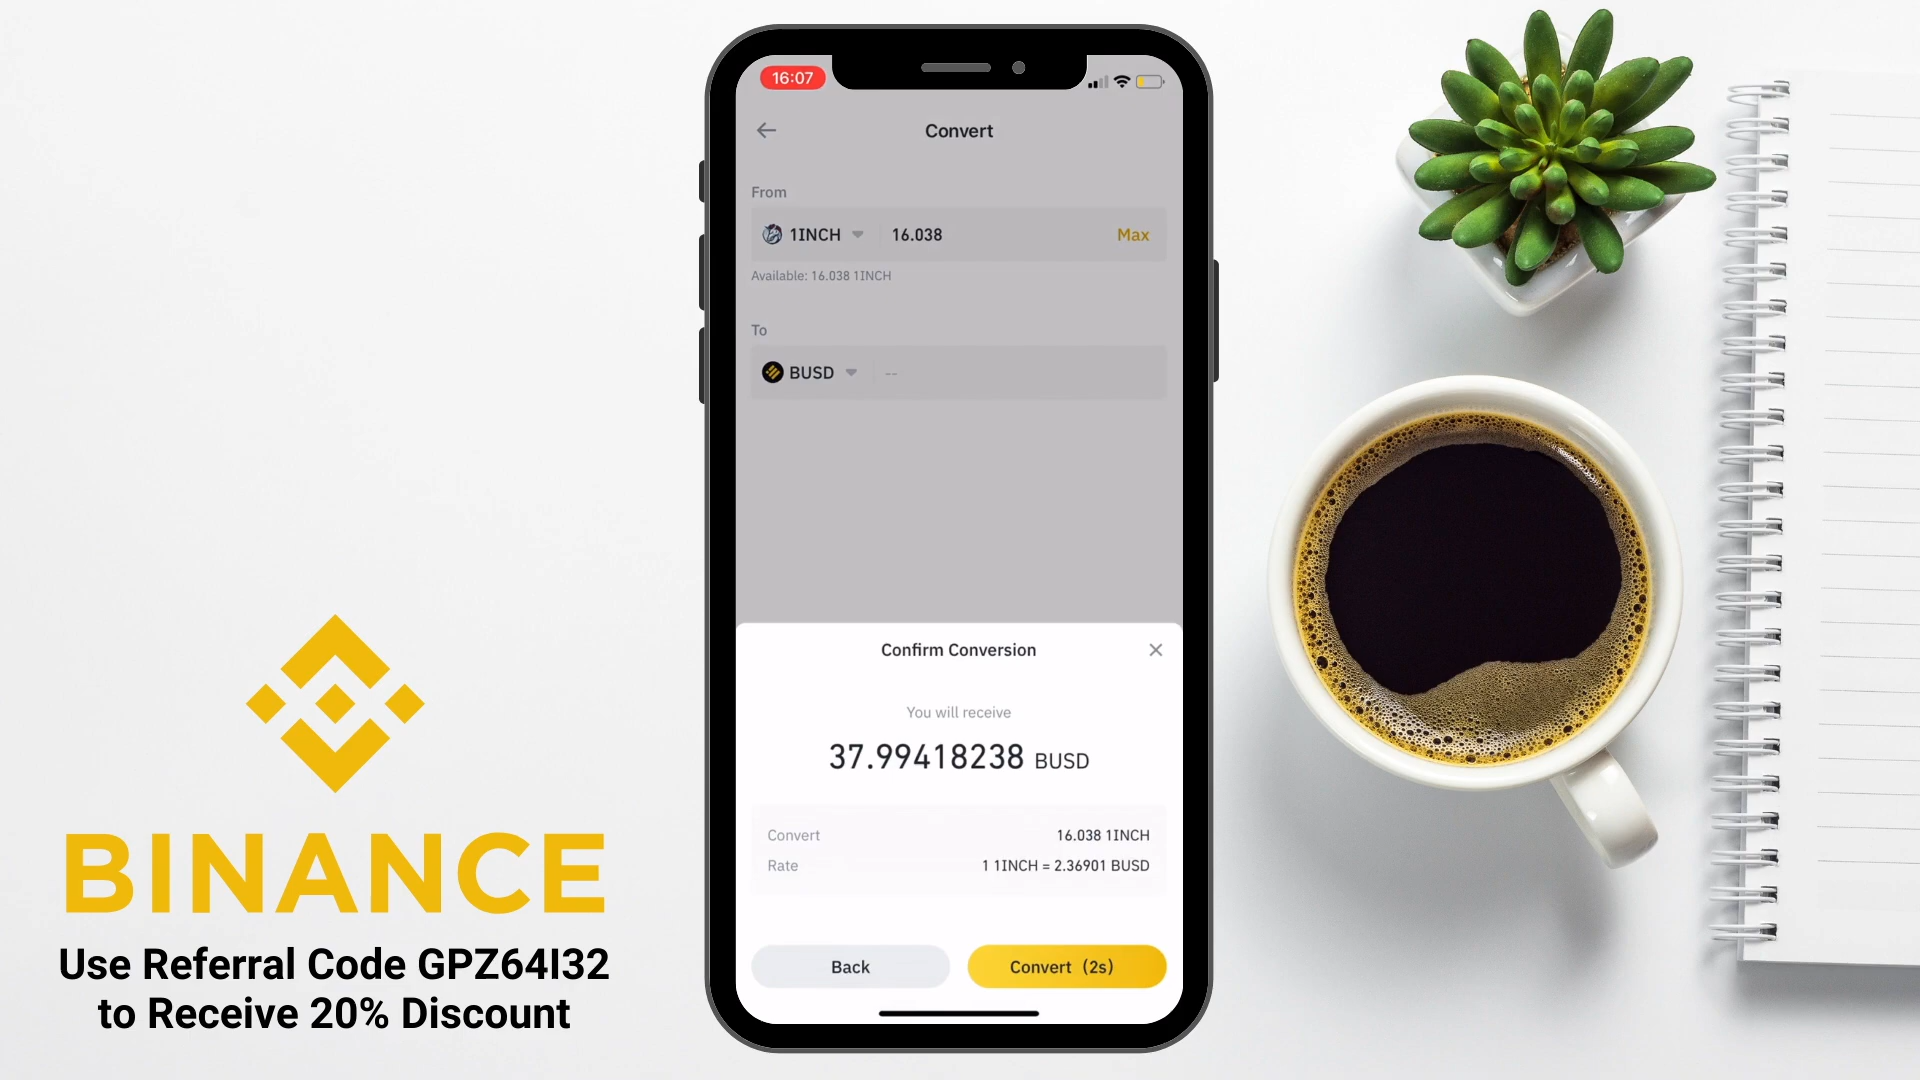 16:07
Convert
From
1INCH 16.038 Max
Available: 16.038 1INCH
To
BUSD --
Confirm Conversion
You will receive
37.99418238 BUSD
Convert 16.038 1INCH
Rate 1 1INCH = 2.36901 BUSD
Back Convert (2s)
BINANCE
Use Referral Code GPZ64I32
to Receive 20% Discount